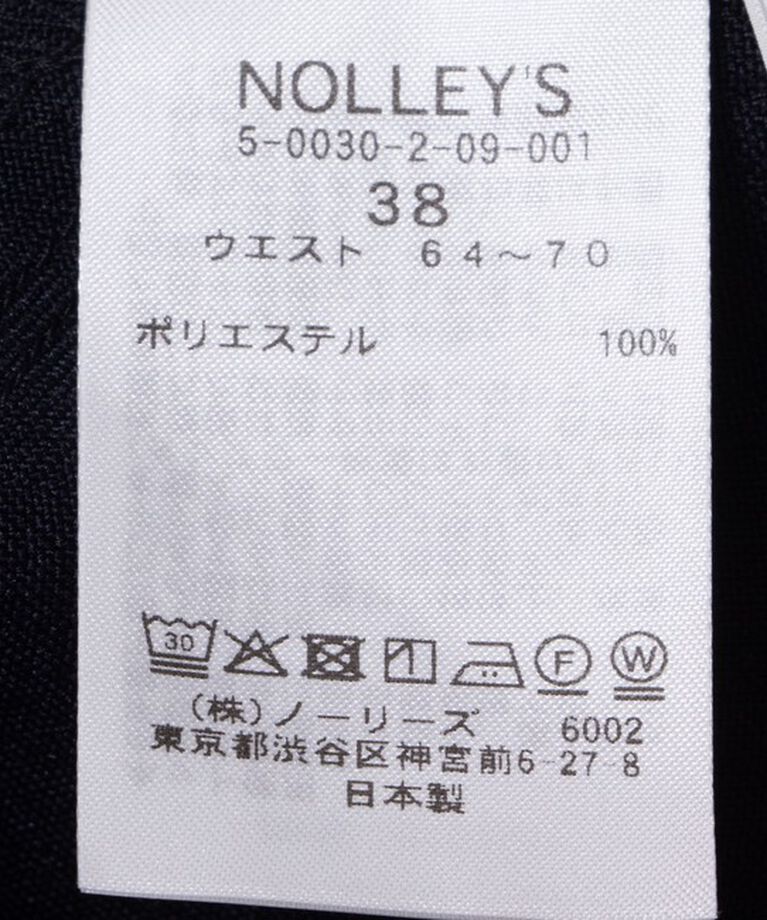 NOLLEY'S
5-0030-2-09-001
38
ウエスト 64～70
ポリエステル 100%
30 F W
(株)ノーリーズ 6002
東京都渋谷区神宮前6-27-8
日本製